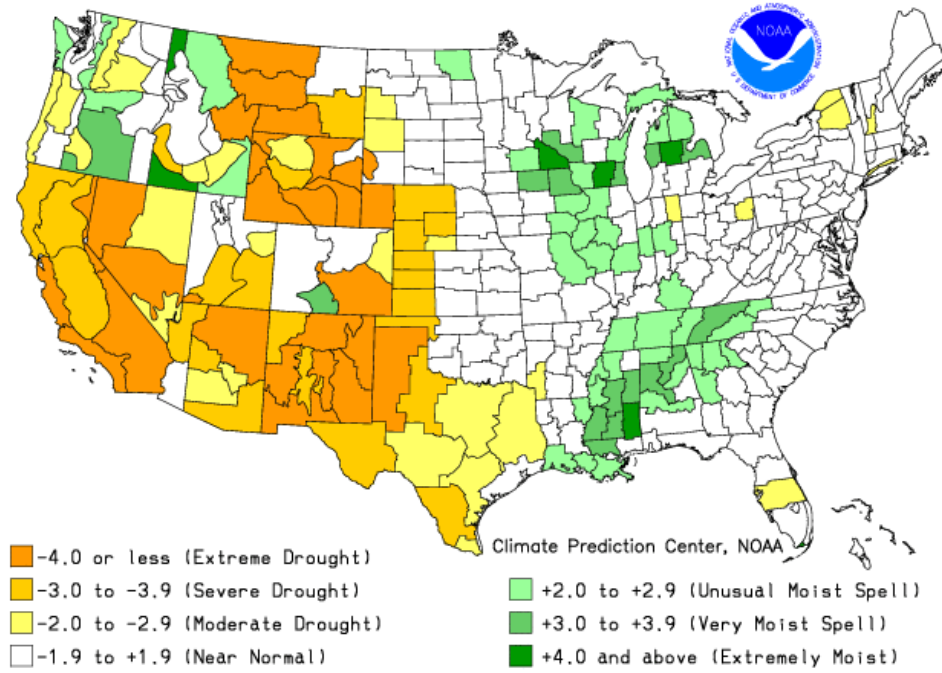 NATIONAL OCEANIC AND ATMOSPHERIC ADMINISTRATION
NOAA
U.S. DEPARTMENT OF COMMERCE
Climate Prediction Center, NOAA
-4.0 or less (Extreme Drought)
-3.0 to -3.9 (Severe Drought)
-2.0 to -2.9 (Moderate Drought)
-1.9 to +1.9 (Near Normal)
+2.0 to +2.9 (Unusual Moist Spell)
+3.0 to +3.9 (Very Moist Spell)
+4.0 and above (Extremely Moist)